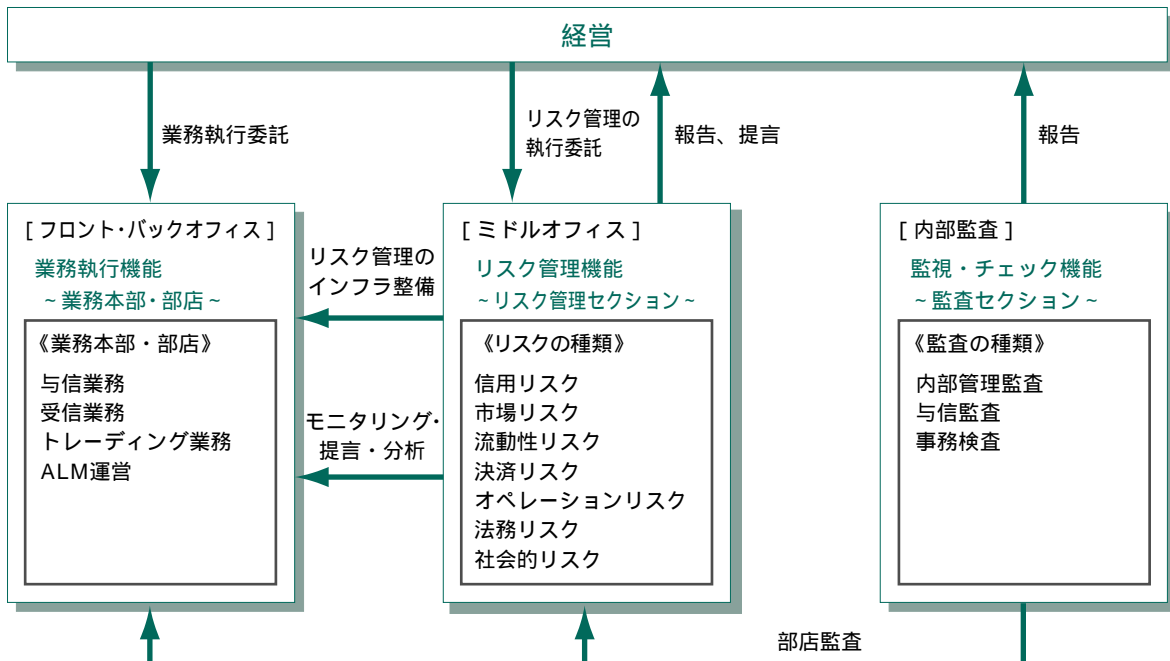 経営
業務執行委託
リスク管理の
執行委託
報告、提言
報告
[ フロント・バックオフィス ]
業務執行機能
~ 業務本部・部店 ~
《業務本部・部店》
与信業務
受信業務
トレーディング業務
ALM運営
リスク管理の
インフラ整備
モニタリング・
提言・分析
[ ミドルオフィス ]
リスク管理機能
~ リスク管理セクション ~
《リスクの種類》
信用リスク
市場リスク
流動性リスク
決済リスク
オペレーションリスク
法務リスク
社会的リスク
[ 内部監査 ]
監視・チェック機能
~ 監査セクション ~
《監査の種類》
内部管理監査
与信監査
事務検査
部店監査